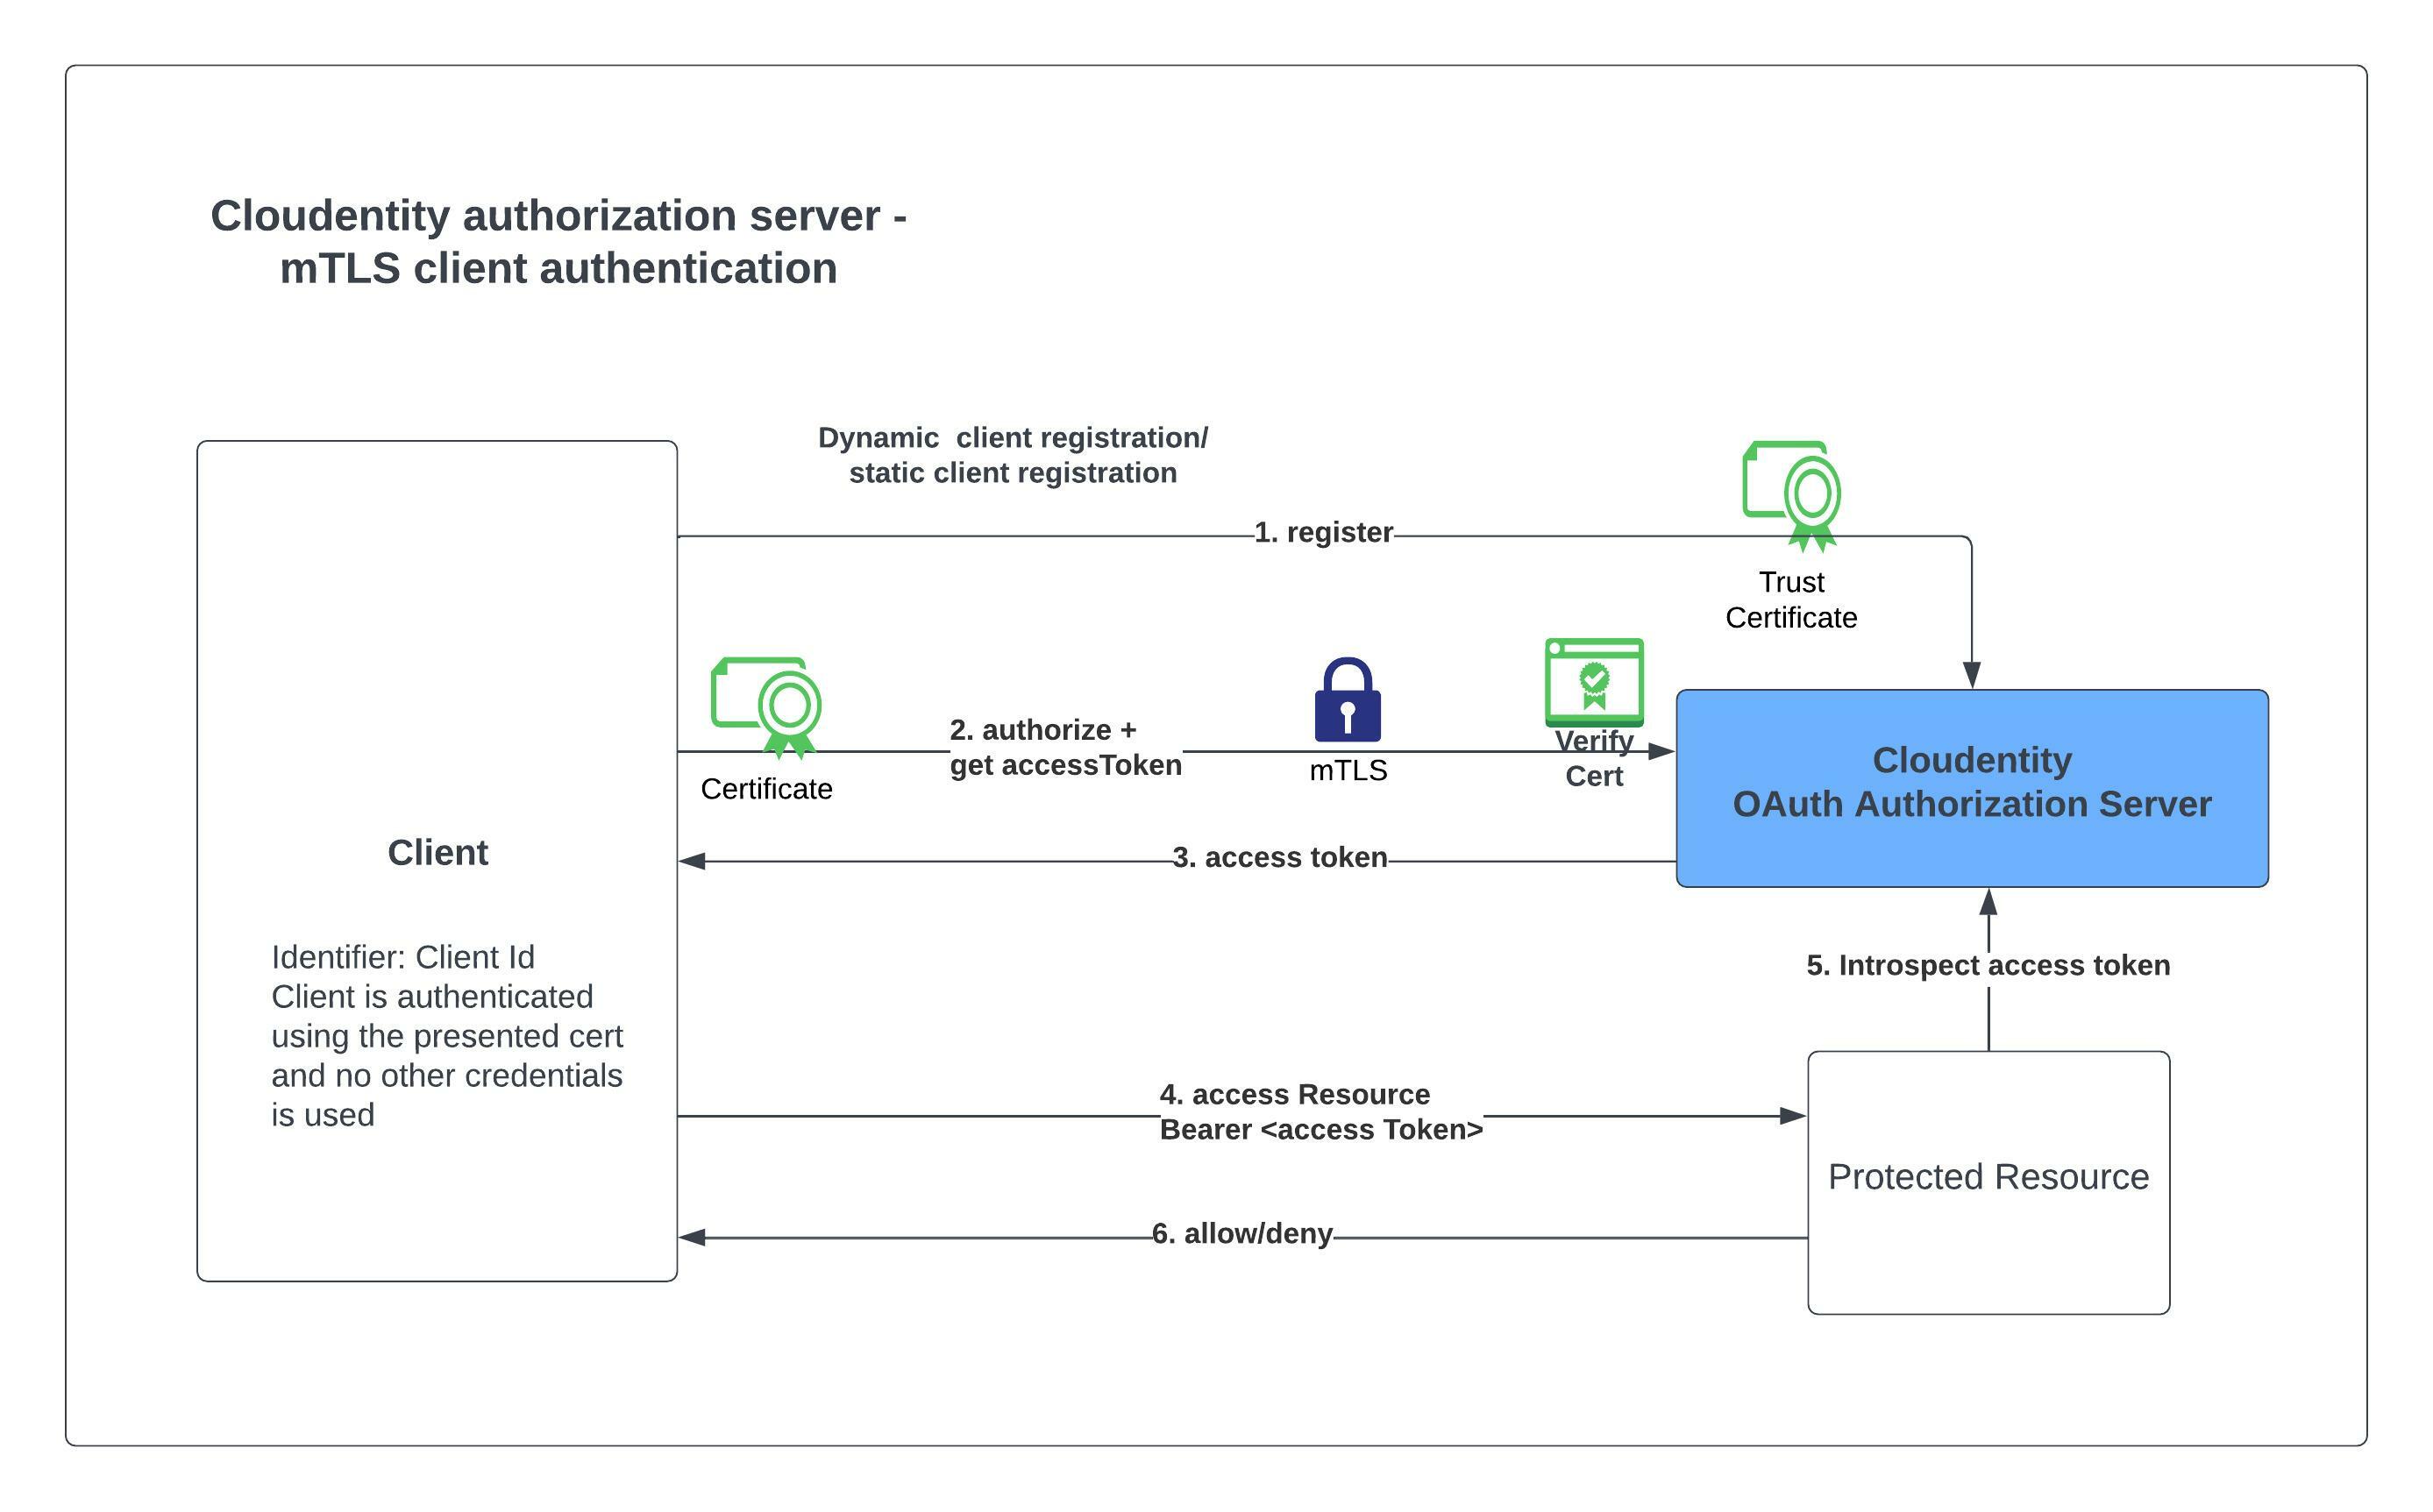 Cloudentity authorization server -
mTLS client authentication
Dynamic  client registration/
static client registration
1. register
Trust
Certificate
Certificate
2. authorize +
get accessToken
mTLS
Verify
Cert
Cloudentity
OAuth Authorization Server
3. access token
Client
Identifier: Client Id
Client is authenticated
using the presented cert
and no other credentials
is used
5. Introspect access token
4. access Resource
Bearer <access Token>
Protected Resource
6. allow/deny